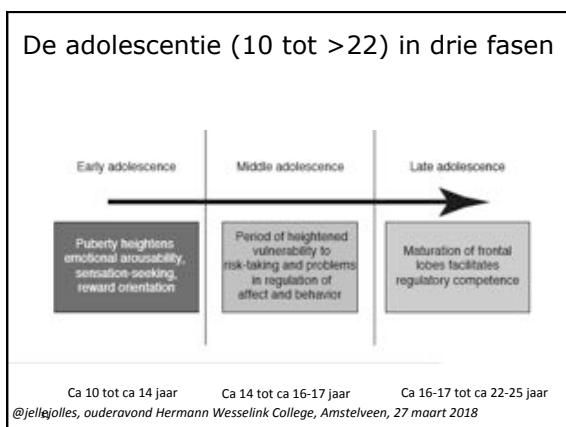 De adolescentie (10 tot >22) in drie fasen
Early adolescence
Middle adolescence
Late adolescence
Puberty heightens
emotional arousability,
sensation-seeking,
reward orientation
Period of heightened
vulnerability to
risk-taking and problems
in regulation of
affect and behavior
Maturation of frontal
lobes facilitates
regulatory competence
Ca 10 tot ca 14 jaar
Ca 14 tot ca 16-17 jaar
Ca 16-17 tot ca 22-25 jaar
@jellejolles, ouderavond Hermann Wesselink College, Amstelveen, 27 maart 2018